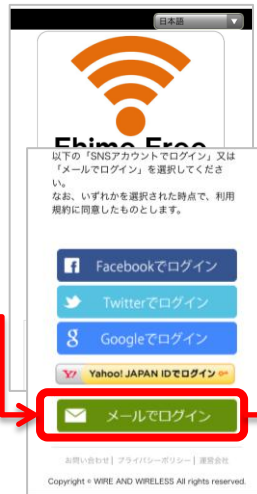 日本語
Ehime Free
以下の「SNSアカウントでログイン」又は
「メールでログイン」を選択してくださ
い。
なお、いずれかを選択された時点で、利用
規約に同意したものとします。
Facebookでログイン
Twitterでログイン
Googleでログイン
Yahoo! JAPAN IDでログイン
メールでログイン
お問い合わせ | プライバシーポリシー | 運営会社
Copyright © WIRE AND WIRELESS All rights reserved.